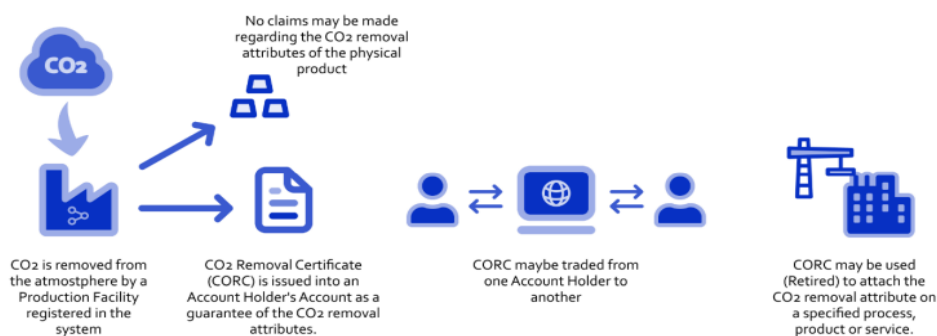 No claims may be made
regarding the CO2 removal
attributes of the physical
product
CO2
CO2 is removed from
the atmostphere by a
Production Facility
registered in the
system
CO2 Removal Certificate
(CORC) is issued into an
Account Holder's Account as a
guarantee of the CO2 removal
attributes.
CORC maybe traded from
one Account Holder to
another
CORC may be used
(Retired) to attach the
CO2 removal attribute on
a specified process,
product or service.